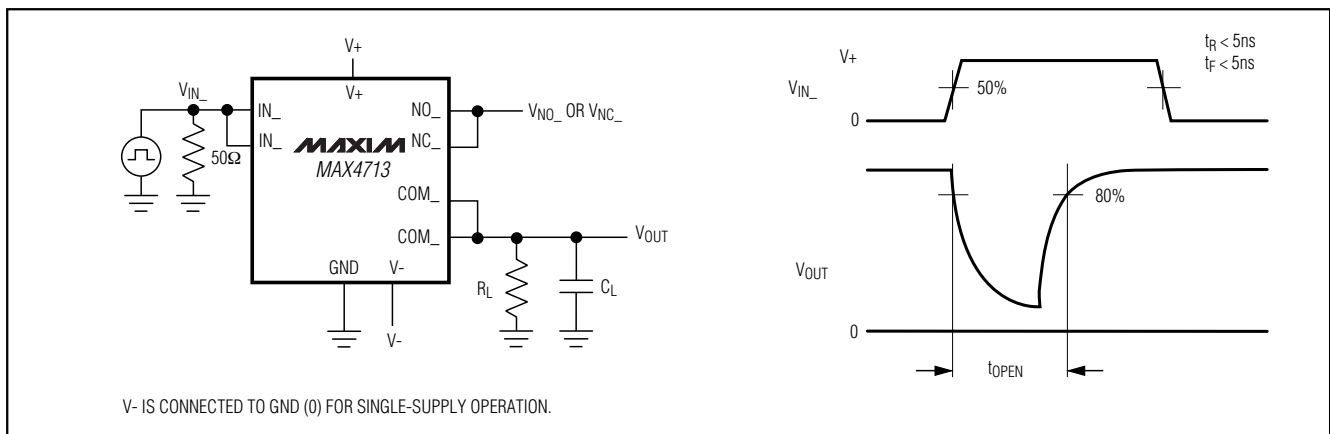 V+
V+
VIN_
IN_
IN_
50Ω
MAXIM
MAX4713
NO_
NC_
VNO_ OR VNC_
COM_
COM_
VOUT
GND
V-
RL
CL
V-
V- IS CONNECTED TO GND (0) FOR SINGLE-SUPPLY OPERATION.
tR < 5ns
tF < 5ns
V+
VIN_
50%
0
80%
VOUT
0
tOPEN